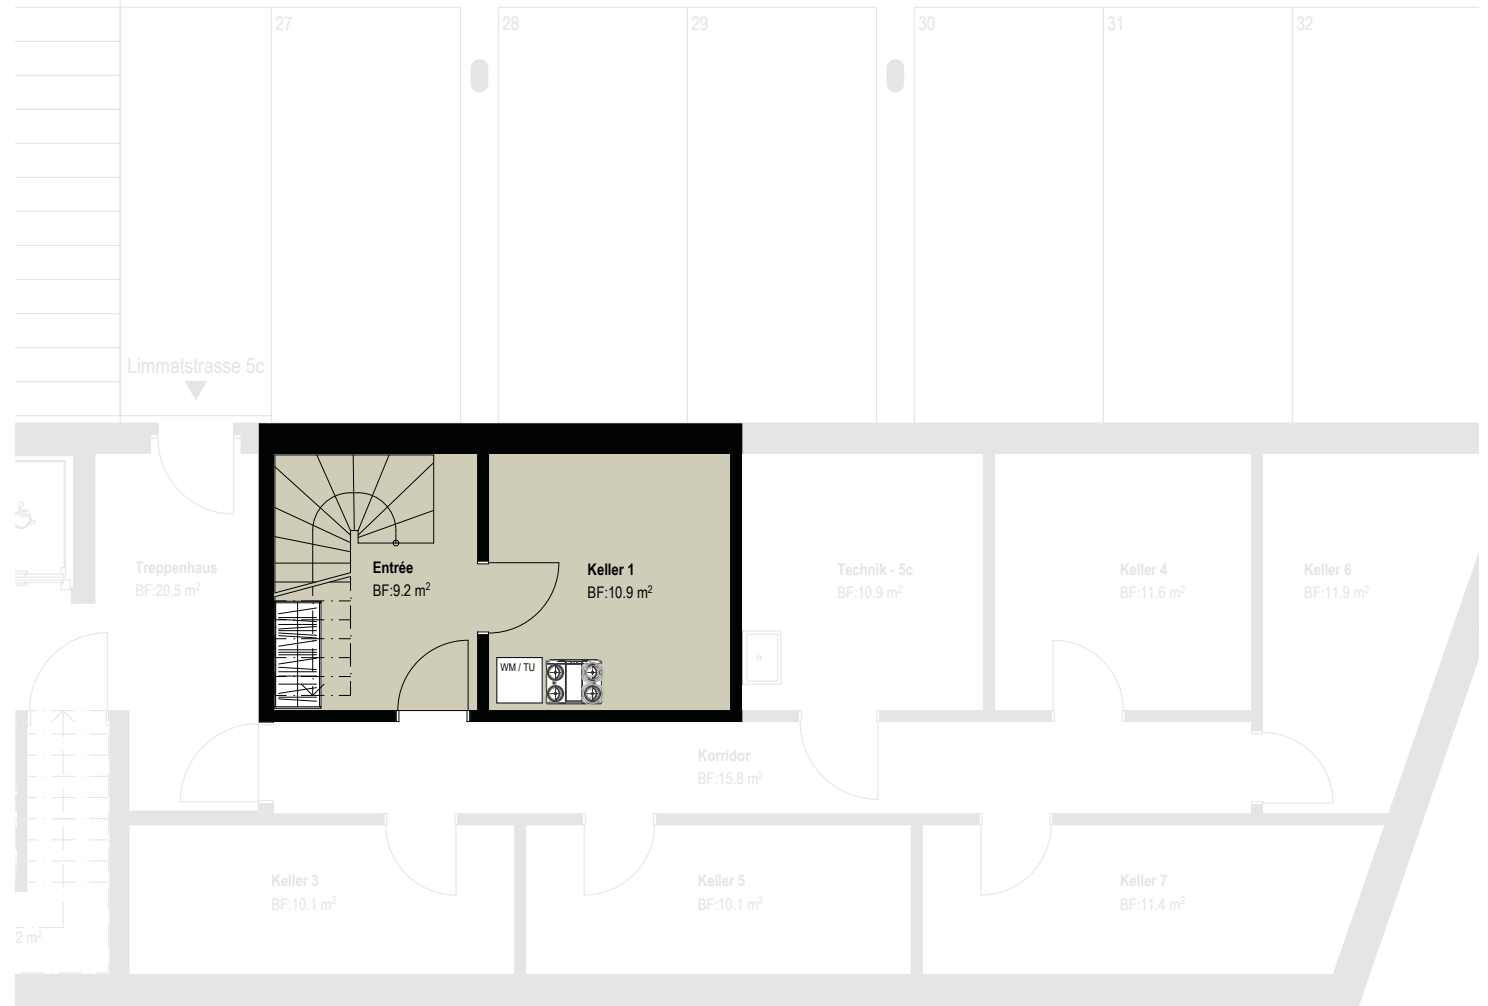 27
28
29
30
31
32
Limmatstrasse 5c
Treppenhaus
BF:20.5 m²
Entrée
BF:9.2 m²
Keller 1
BF:10.9 m²
WM / TU
Technik - 5c
BF:10.9 m²
Keller 4
BF:11.6 m²
Keller 6
BF:11.9 m²
Korridor
BF:15.8 m²
Keller 3
BF:10.1 m²
Keller 5
BF:10.1 m²
Keller 7
BF:11.4 m²
2 m²